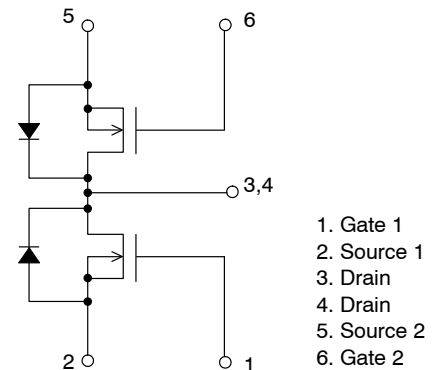 5
6
3,4
2
1
1. Gate 1
2. Source 1
3. Drain
4. Drain
5. Source 2
6. Gate 2